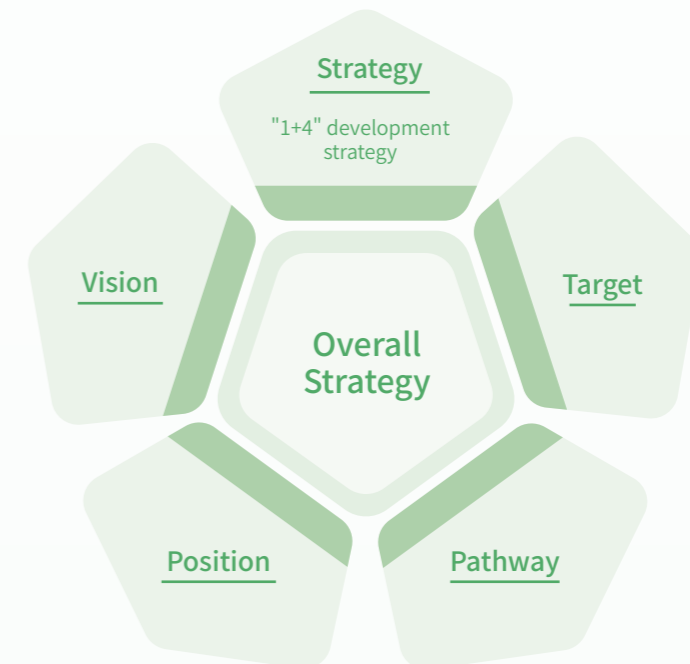 Strategy
"1+4" development
strategy
Vision
Target
Overall
Strategy
Position
Pathway